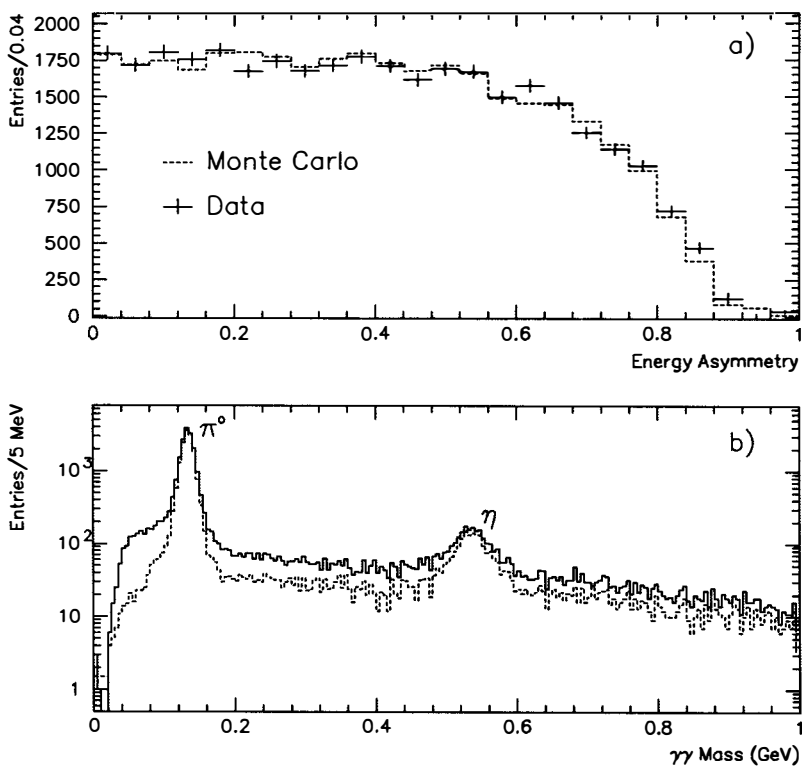 Entries/0.04
2000
1750
1500
1250
1000
750
500
250
0
a)
Monte Carlo
Data
0
0.2
0.4
0.6
0.8
1
Energy Asymmetry
Entries/5 MeV
10³
10²
10
1
b)
π°
η
0
0.2
0.4
0.6
0.8
1
γγ Mass (GeV)